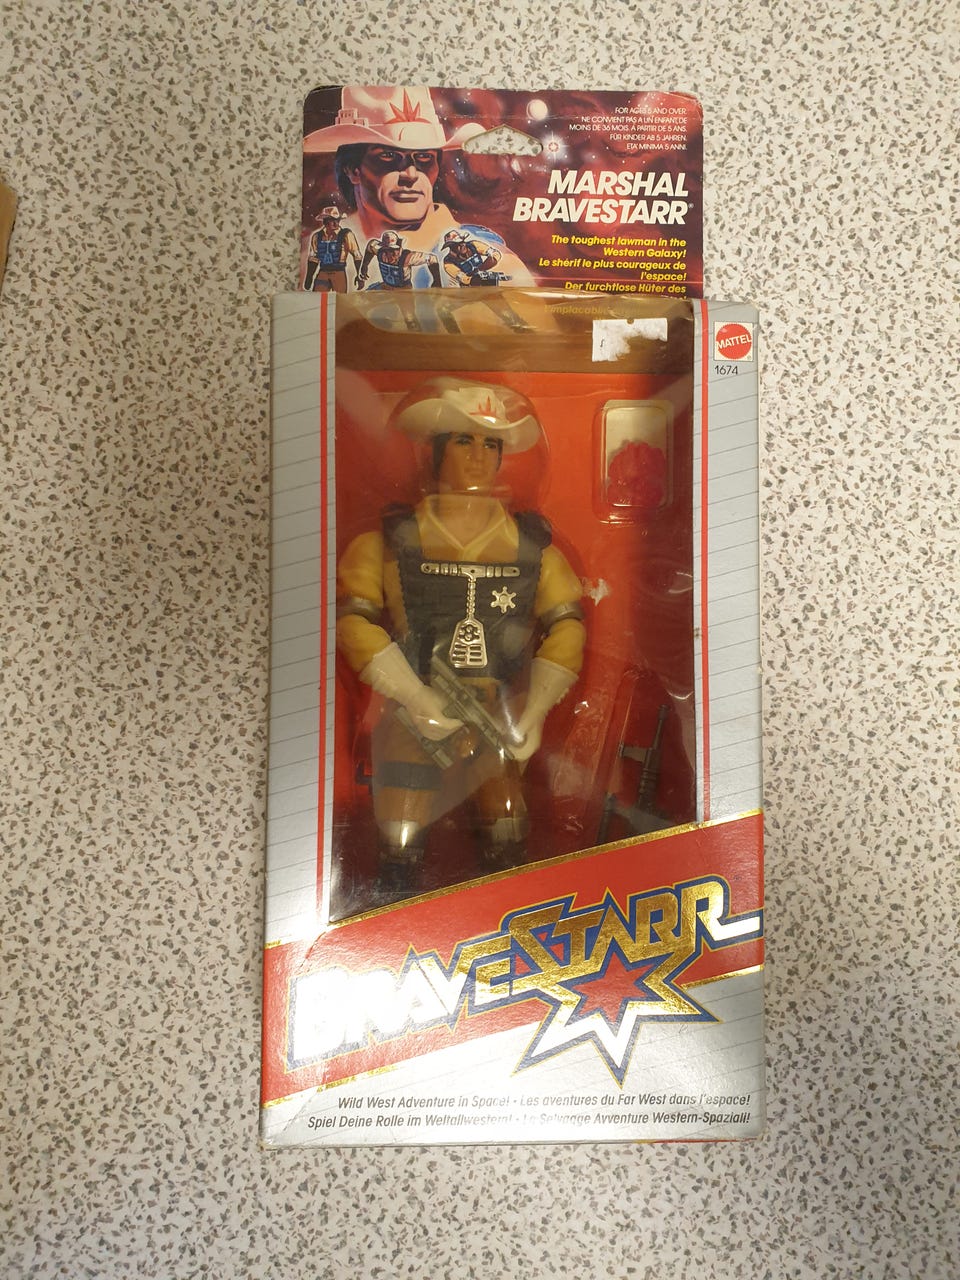 FOR AGES 5 AND OVER.
NE CONVIENT PAS A UN ENFANT DE
MOINS DE 36 MOIS. A PARTIR DE 5 ANS.
FÜR KINDER AB 5 JAHREN.
ETA' MINIMA 5 ANNI.
MARSHAL
BRAVESTARR®
The toughest lawman in the
Western Galaxy!
Le shérif le plus courageux de
l'espace!
Der furchtlose Hüter des
MATTEL
1674
BRAVESTARR
Wild West Adventure in Space! • Les aventures du Far West dans l'espace!
Spiel Deine Rolle im Weltallwestern! • Le Selvagge Avventure Western-Spaziali!